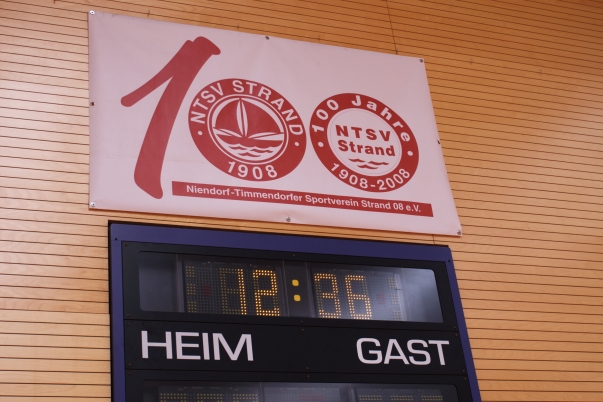 100
NTSV STRAND
1908
100 Jahre
NTSV
Strand
1908-2008
Niendorf-Timmendorfer Sportverein Strand 08 e.V.
12:36
HEIM GAST